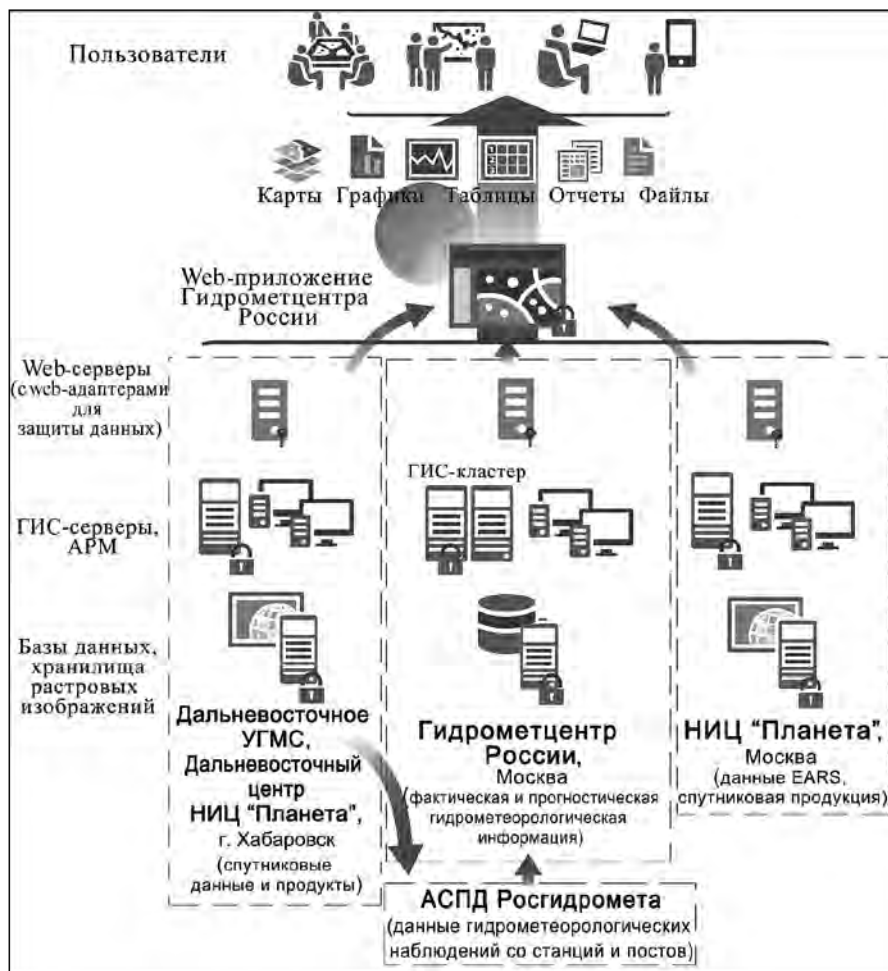 Пользователи
Карты Графики Таблицы Отчеты Файлы
Web-приложение
Гидрометцентра
России
Web-серверы
(с web-адаптерами
для
защиты данных)
ГИС-кластер
ГИС-серверы,
АРМ
Базы данных,
хранилища
растровых
изображений
Дальневосточное
УГМС,
Дальневосточный
центр
НИЦ “Планета”,
г. Хабаровск
(спутниковые
данные и продукты)
Гидрометцентр
России,
Москва
(фактическая и прогностическая
гидрометеорологическая
информация)
НИЦ “Планета”,
Москва
(данные EARS,
спутниковая продукция)
АСПД Росгидромета
(данные гидрометеорологических
наблюдений со станций и постов)